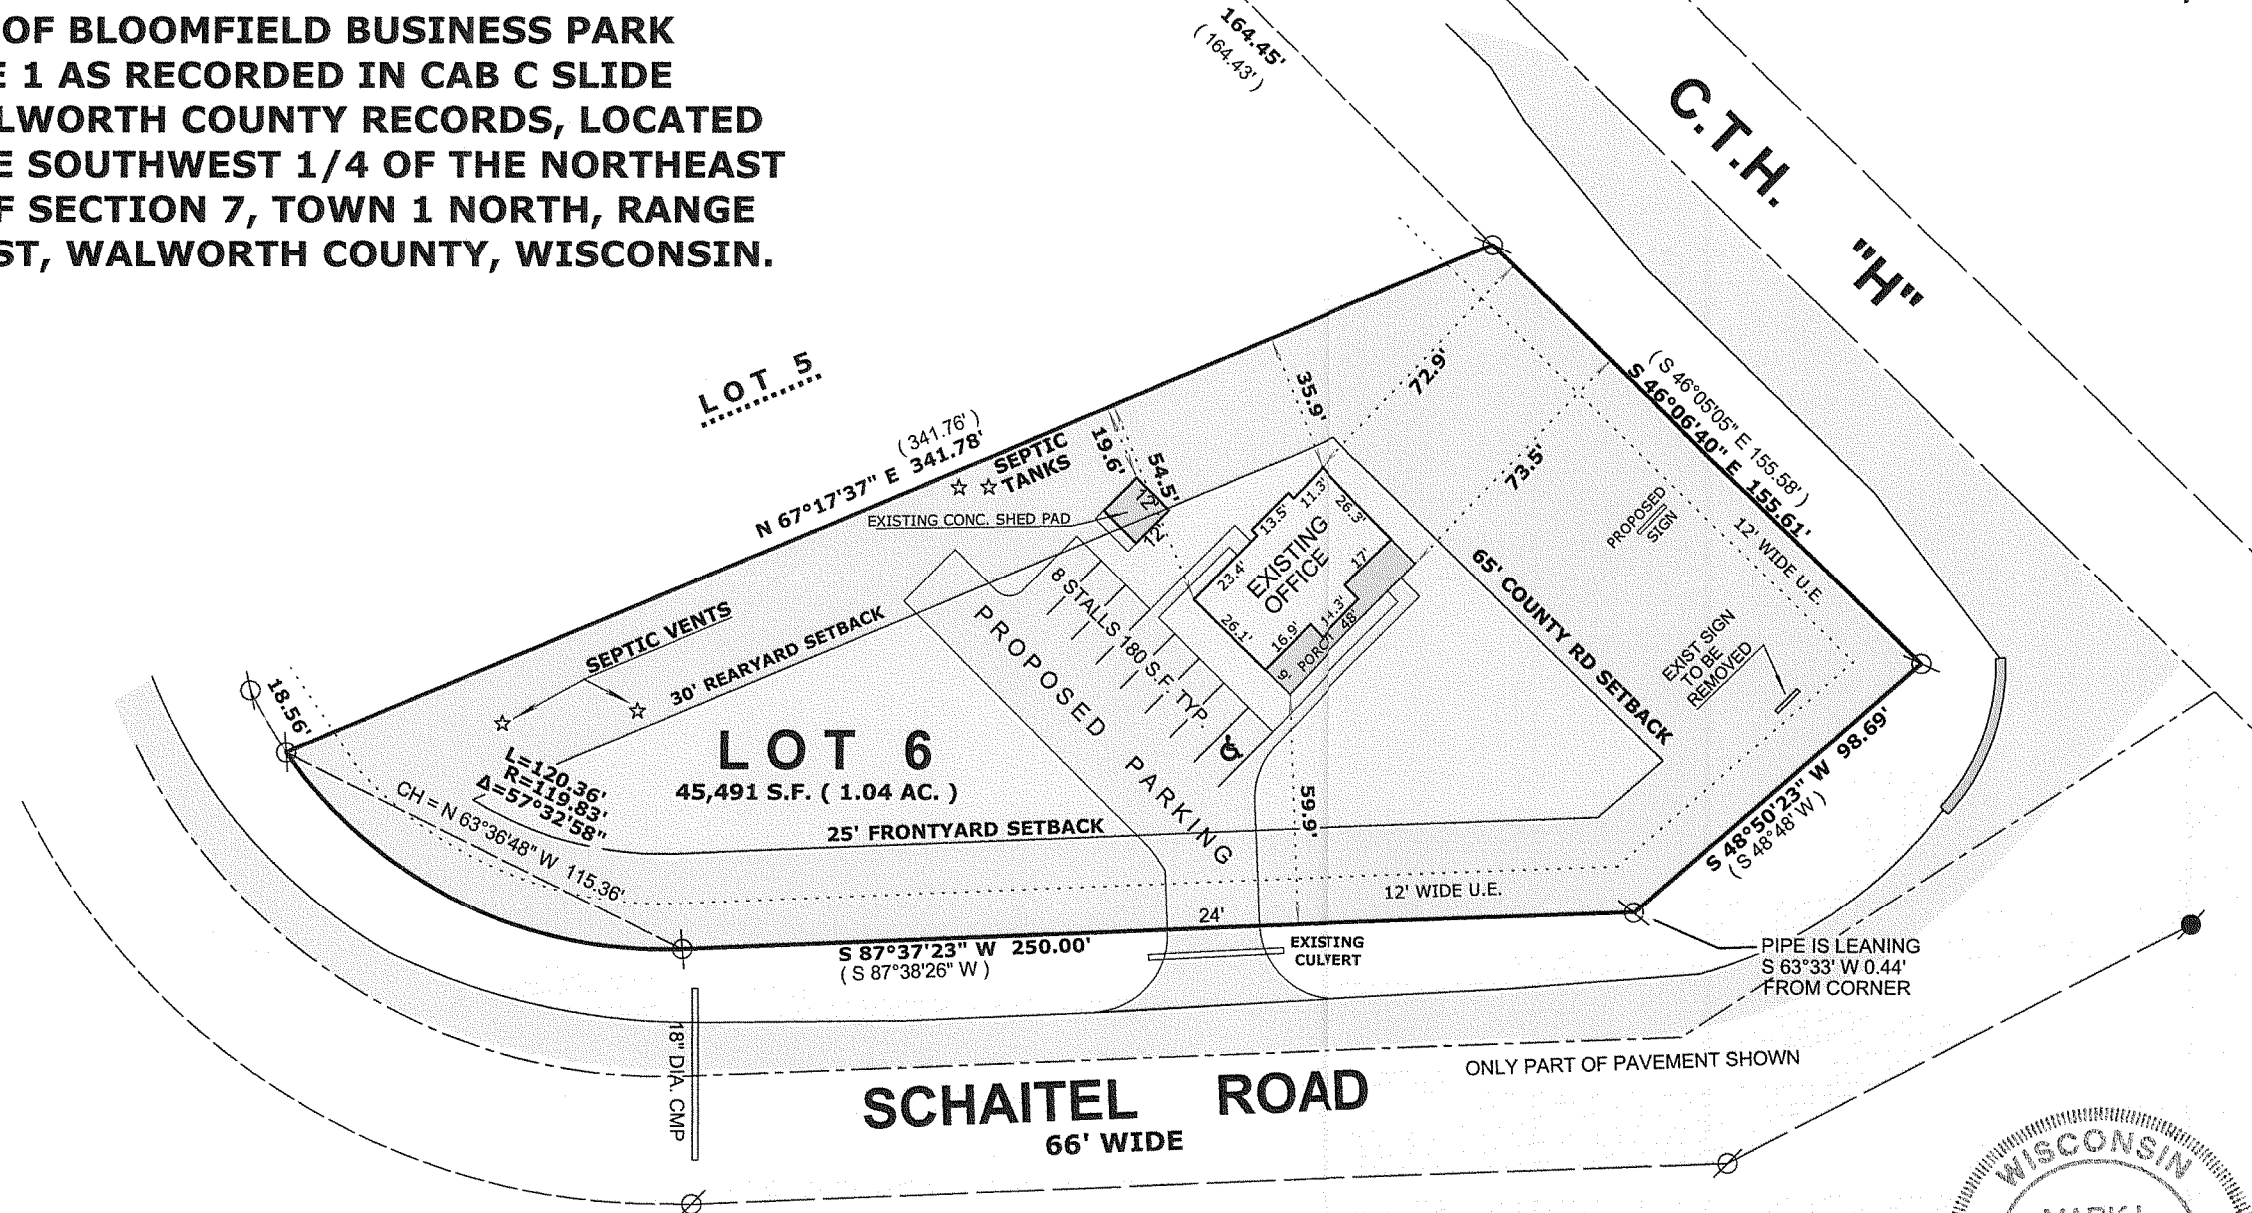 OF BLOOMFIELD BUSINESS PARK
E 1 AS RECORDED IN CAB C SLIDE
LWORTH COUNTY RECORDS, LOCATED
E SOUTHWEST 1/4 OF THE NORTHEAST
F SECTION 7, TOWN 1 NORTH, RANGE
ST, WALWORTH COUNTY, WISCONSIN.
164.45'
( 164.43' )
C.T.H. "H"
LOT 5
( 341.76' )
N 67°17'37" E 341.78'
SEPTIC
TANKS
19.6'
54.5'
35.9'
72.9'
73.5'
( S 46°05'05" E 155.58' )
S 46°06'40" E 155.61'
12' WIDE U.E.
PROPOSED
SIGN
EXISTING CONC. SHED PAD
12'
12'
11.3'
13.5'
26.3'
23.4'
EXISTING
OFFICE
17'
26.1'
16.9'
14.3'
48'
PORCH
6'
65' COUNTY RD SETBACK
EXIST SIGN
TO BE
REMOVED
8 STALLS 180 S.F. TYP.
PROPOSED PARKING
SEPTIC VENTS
30' REARYARD SETBACK
18.56'
LOT 6
45,491 S.F. ( 1.04 AC. )
L=120.36'
R=119.83'
Δ=57°32'58"
CH = N 63°36'48" W 115.36'
25' FRONTYARD SETBACK
59.9'
S 48°50'23" W 98.69'
( S 48°48' W )
12' WIDE U.E.
24'
S 87°37'23" W 250.00'
( S 87°38'26" W )
EXISTING
CULVERT
PIPE IS LEANING
S 63°33' W 0.44'
FROM CORNER
18" DIA. CMP
ONLY PART OF PAVEMENT SHOWN
SCHAITEL ROAD
66' WIDE
WISCONSIN
MARK L